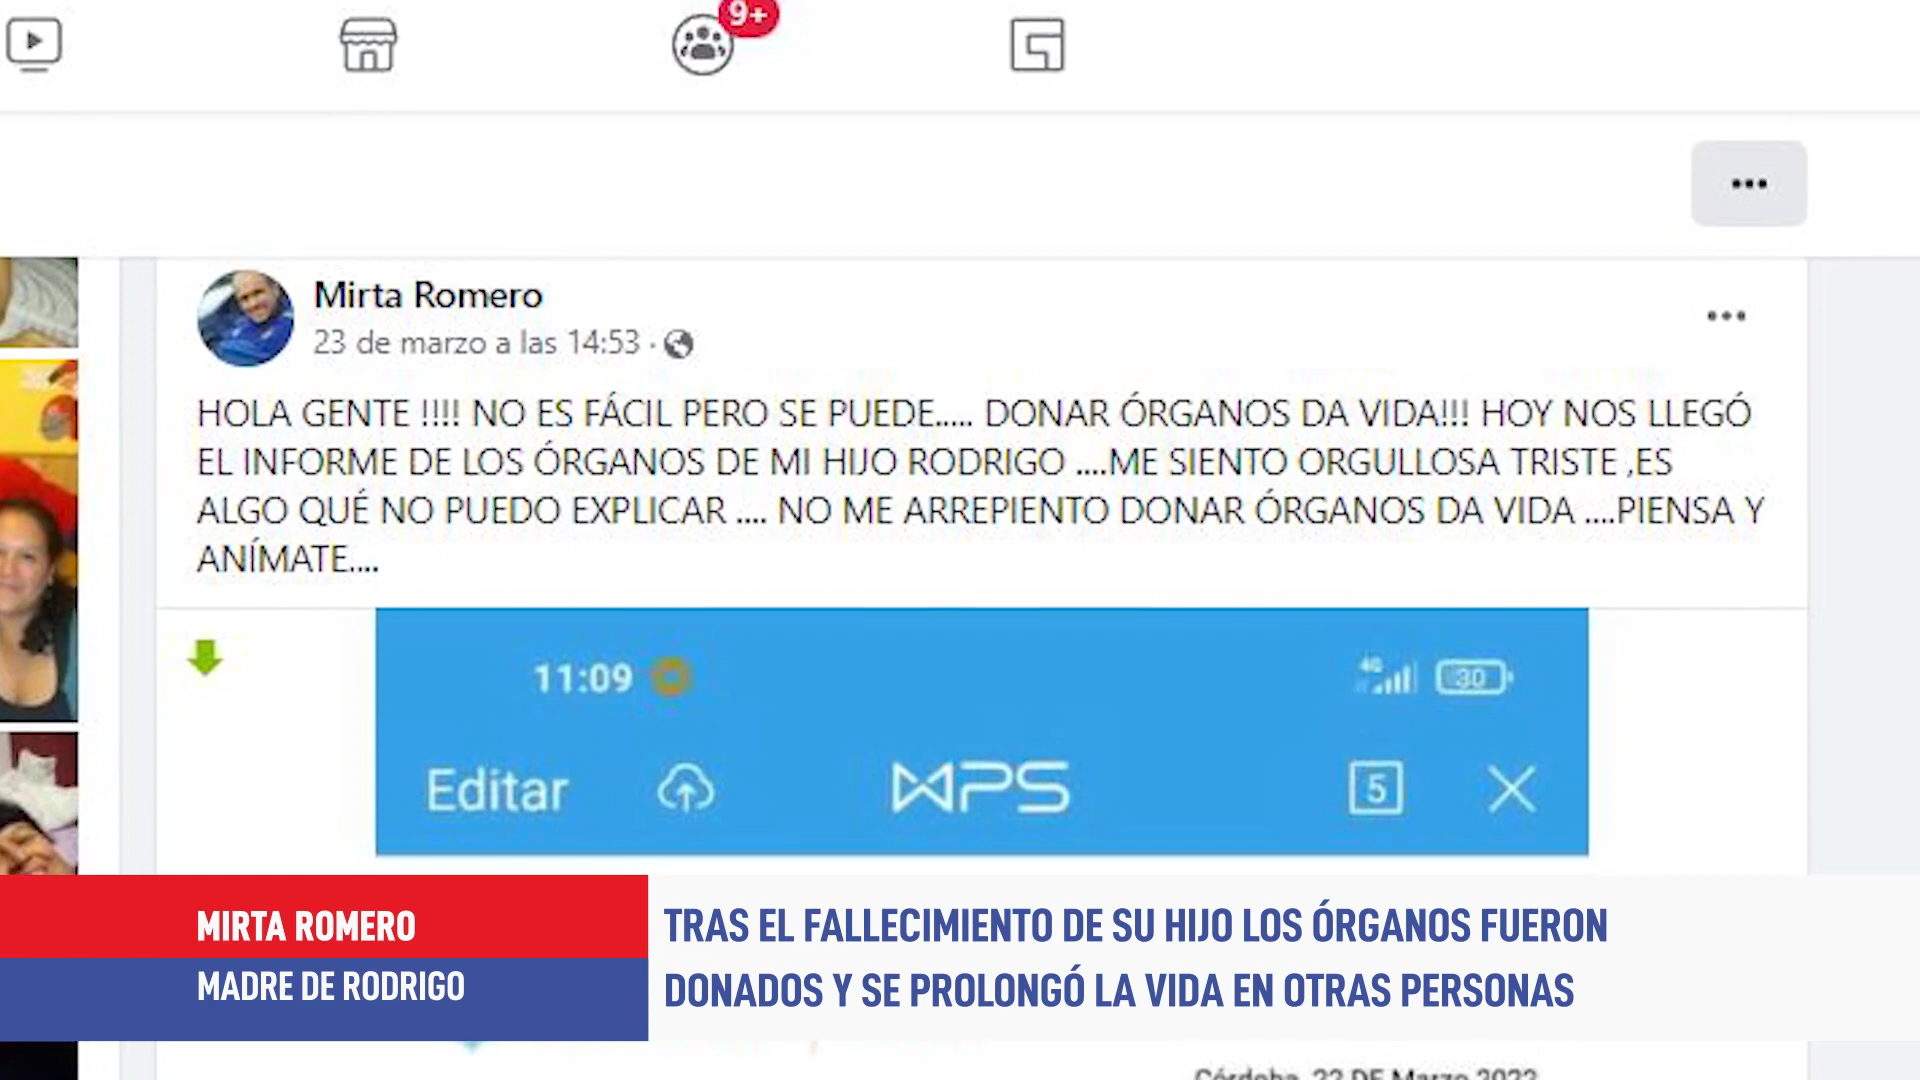 9+
Mirta Romero
23 de marzo a las 14:53 ·
HOLA GENTE !!!! NO ES FÁCIL PERO SE PUEDE..... DONAR ÓRGANOS DA VIDA!!! HOY NOS LLEGÓ
EL INFORME DE LOS ÓRGANOS DE MI HIJO RODRIGO ....ME SIENTO ORGULLOSA TRISTE ,ES
ALGO QUÉ NO PUEDO EXPLICAR .... NO ME ARREPIENTO DONAR ÓRGANOS DA VIDA ....PIENSA Y
ANÍMATE....
11:09 4G 30
Editar WPS 5
MIRTA ROMERO
MADRE DE RODRIGO
TRAS EL FALLECIMIENTO DE SU HIJO LOS ÓRGANOS FUERON
DONADOS Y SE PROLONGÓ LA VIDA EN OTRAS PERSONAS
Córdoba, 22 DE Marzo 2022